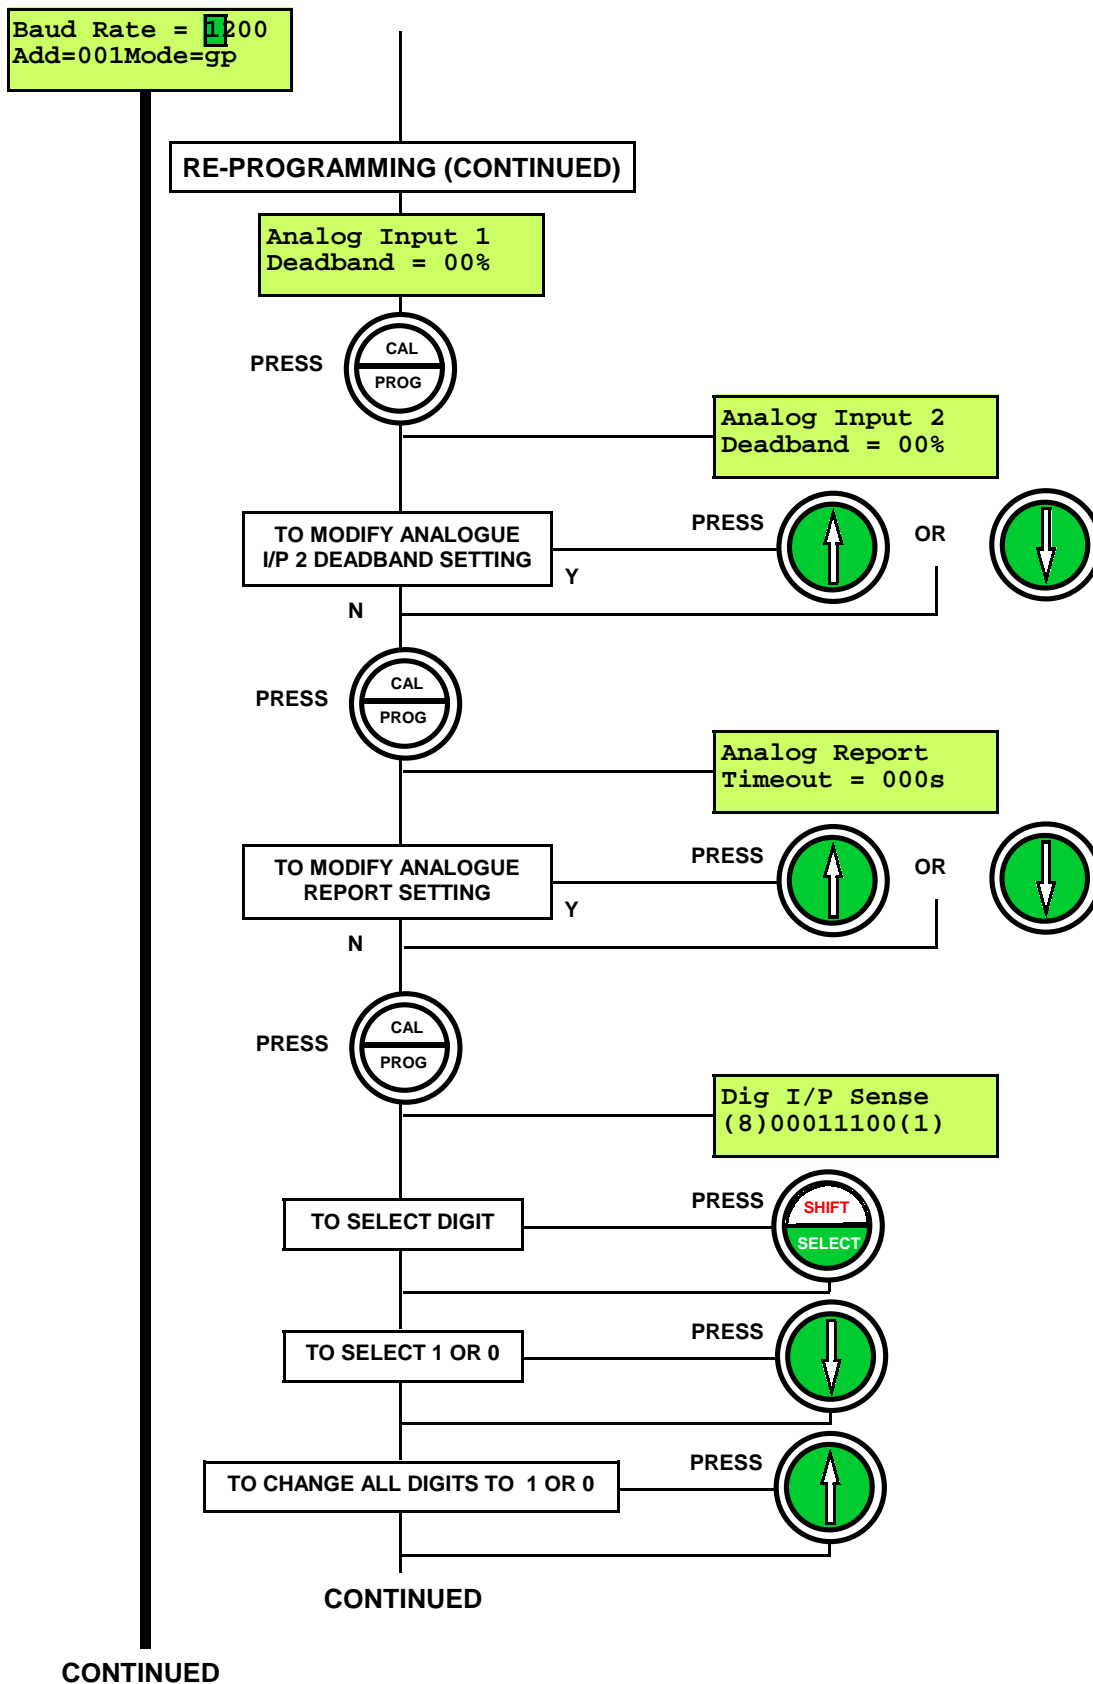 Baud Rate = 1200
Add=001Mode=gp
RE-PROGRAMMING (CONTINUED)
Analog Input 1
Deadband = 00%
PRESS
CAL
PROG
Analog Input 2
Deadband = 00%
TO MODIFY ANALOGUE
I/P 2 DEADBAND SETTING
Y
PRESS
OR
N
PRESS
CAL
PROG
Analog Report
Timeout = 000s
TO MODIFY ANALOGUE
REPORT SETTING
Y
PRESS
OR
N
PRESS
CAL
PROG
Dig I/P Sense
(8)00011100(1)
TO SELECT DIGIT
PRESS
SHIFT
SELECT
TO SELECT 1 OR 0
PRESS
TO CHANGE ALL DIGITS TO  1 OR 0
PRESS
CONTINUED
CONTINUED